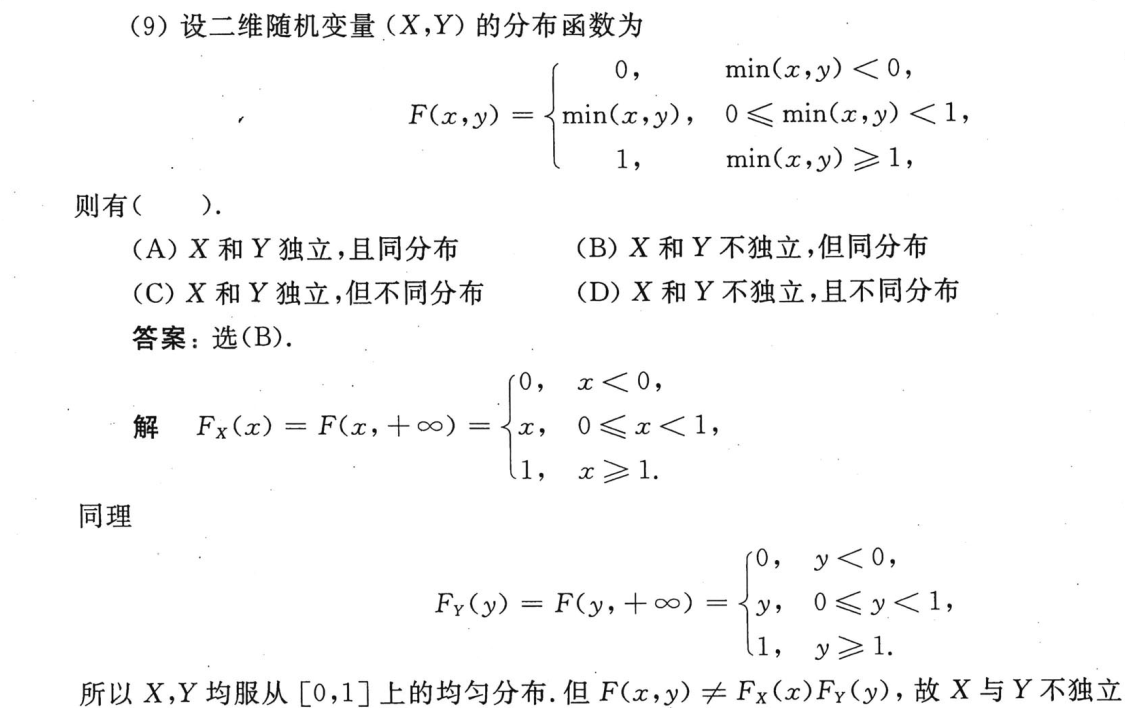 (9) 设二维随机变量 (X,Y) 的分布函数为
F(x,y) = { 0, min(x,y) < 0,
min(x,y), 0 ⩽ min(x,y) < 1,
1, min(x,y) ⩾ 1,
则有( ).
(A) X 和 Y 独立,且同分布 (B) X 和 Y 不独立,但同分布
(C) X 和 Y 独立,但不同分布 (D) X 和 Y 不独立,且不同分布
答案: 选(B).
解 F_X(x) = F(x,+∞) = { 0, x < 0,
x, 0 ⩽ x < 1,
1, x ⩾ 1.
同理
F_Y(y) = F(y,+∞) = { 0, y < 0,
y, 0 ⩽ y < 1,
1, y ⩾ 1.
所以 X,Y 均服从 [0,1] 上的均匀分布. 但 F(x,y) ≠ F_X(x)F_Y(y), 故 X 与 Y 不独立